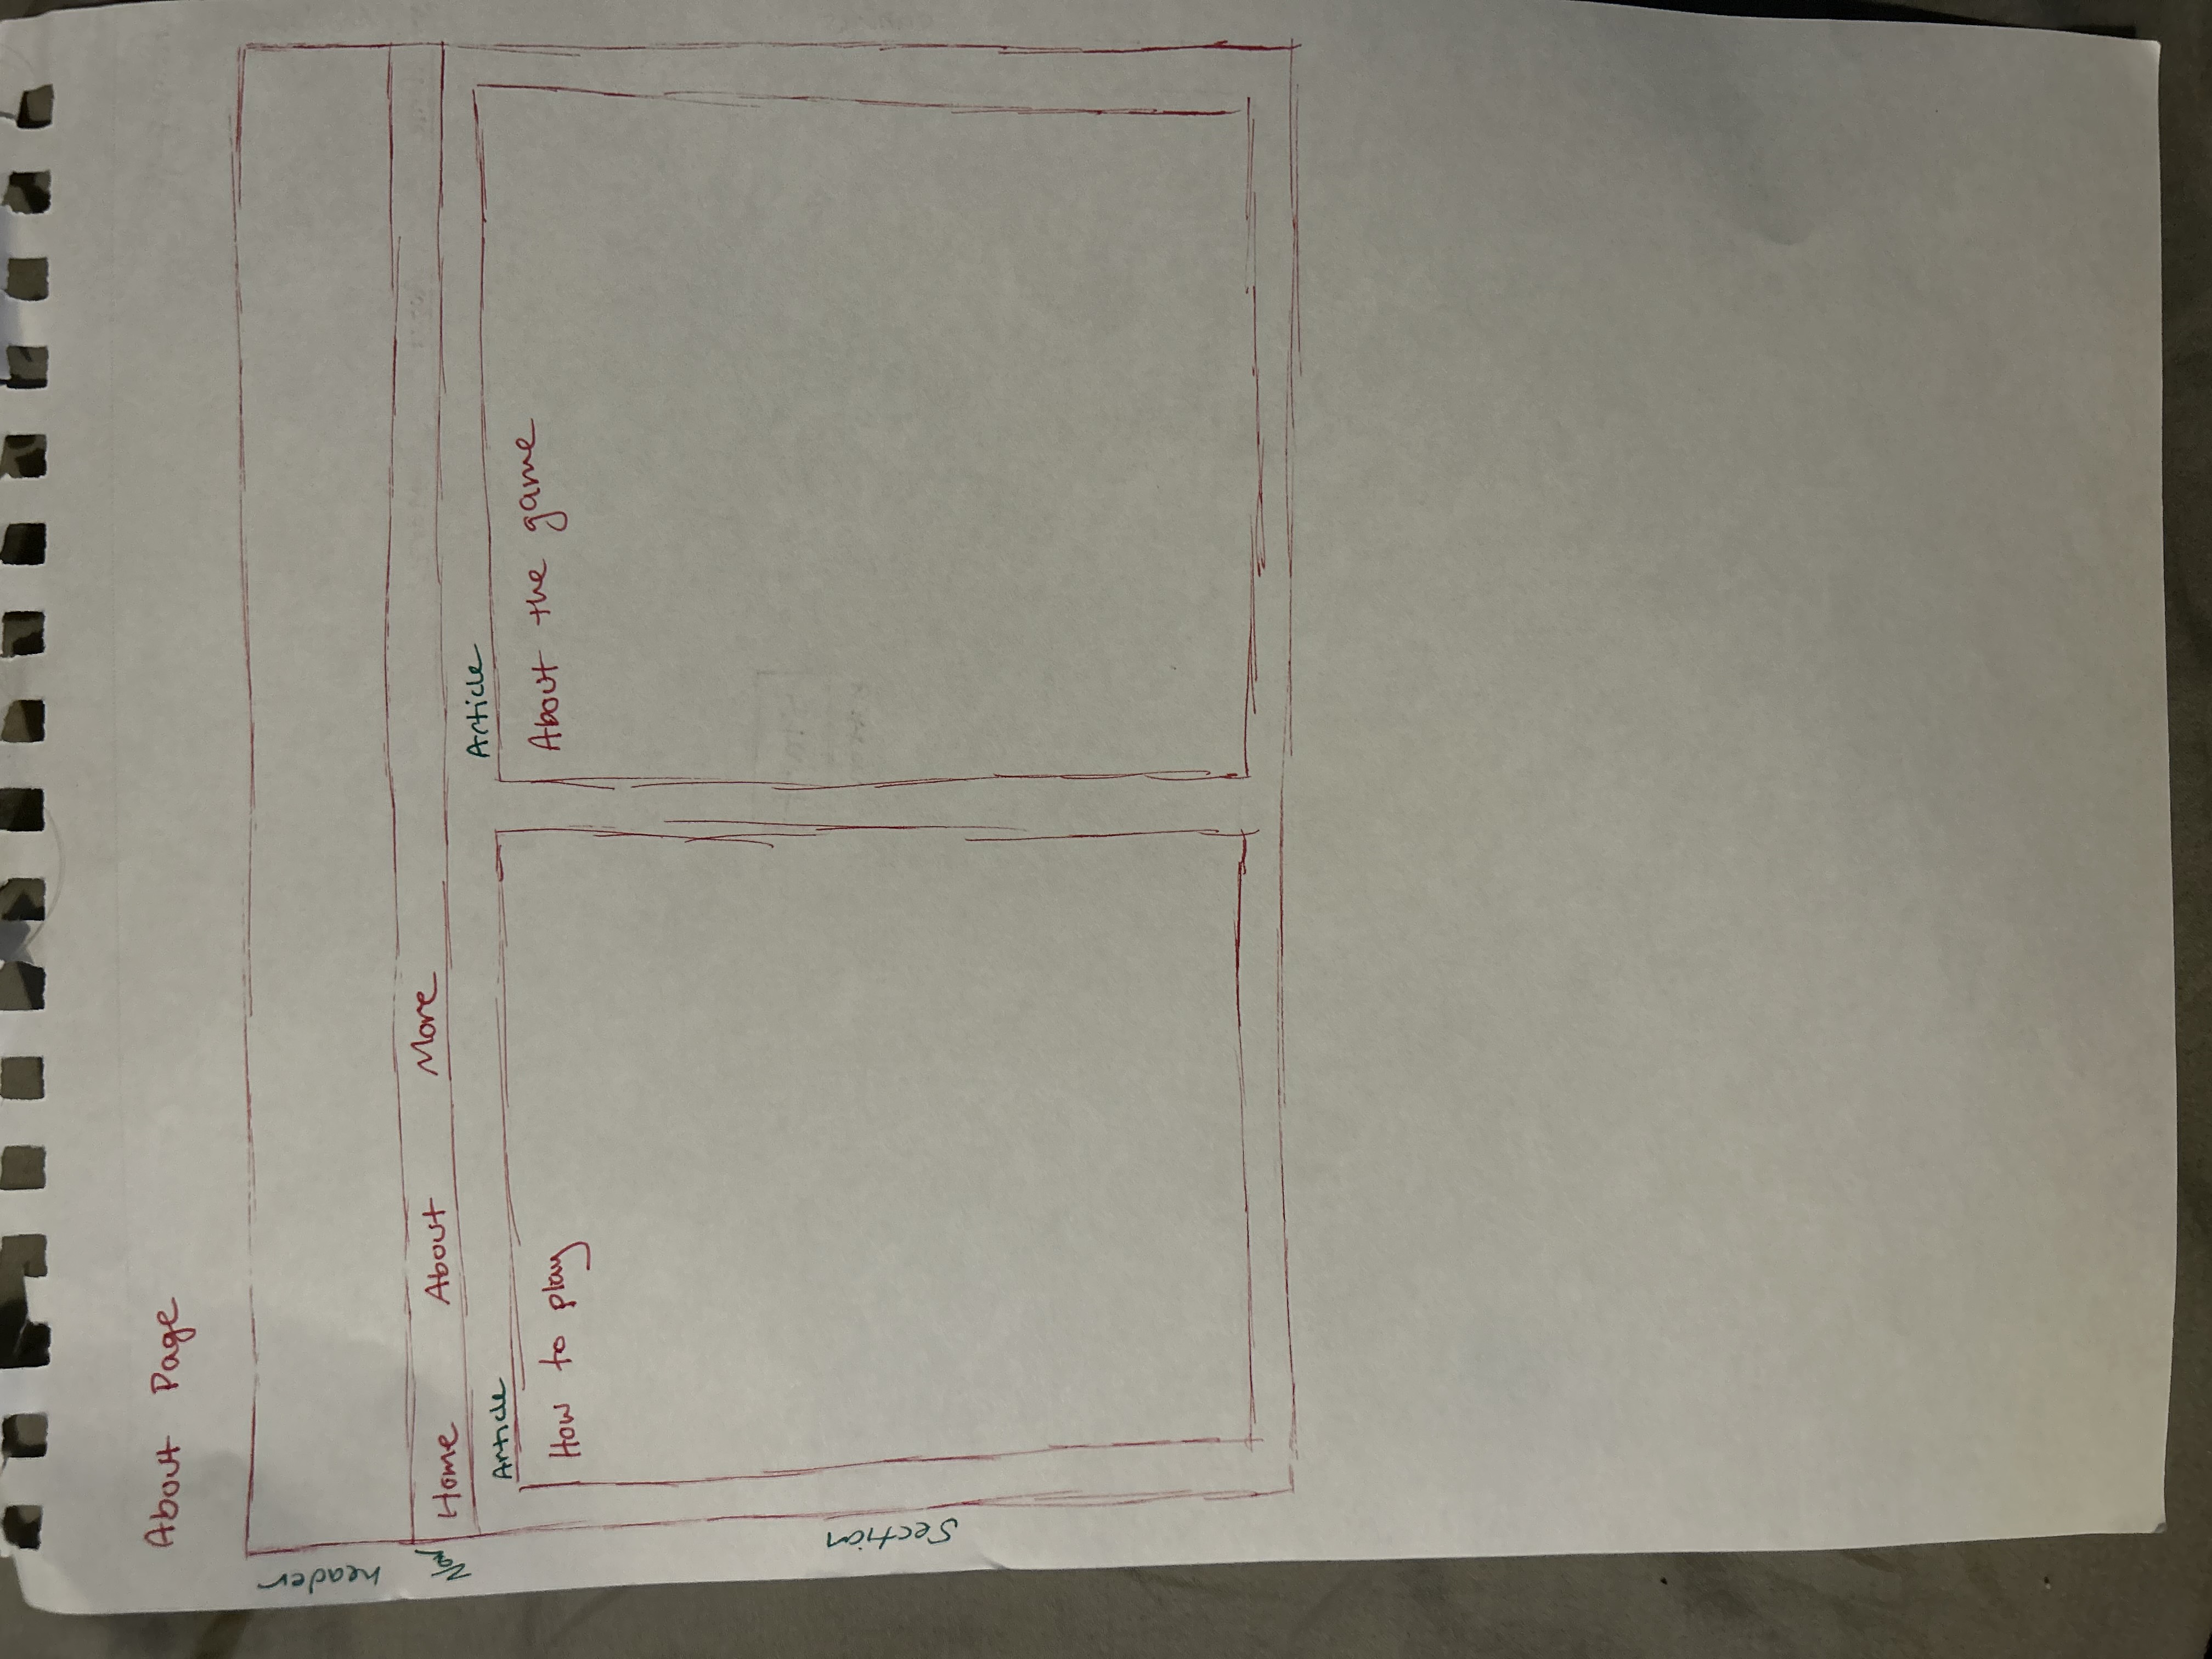 About Page
header
Nav
Home About More
Article
Article
How to play
About the game
Section